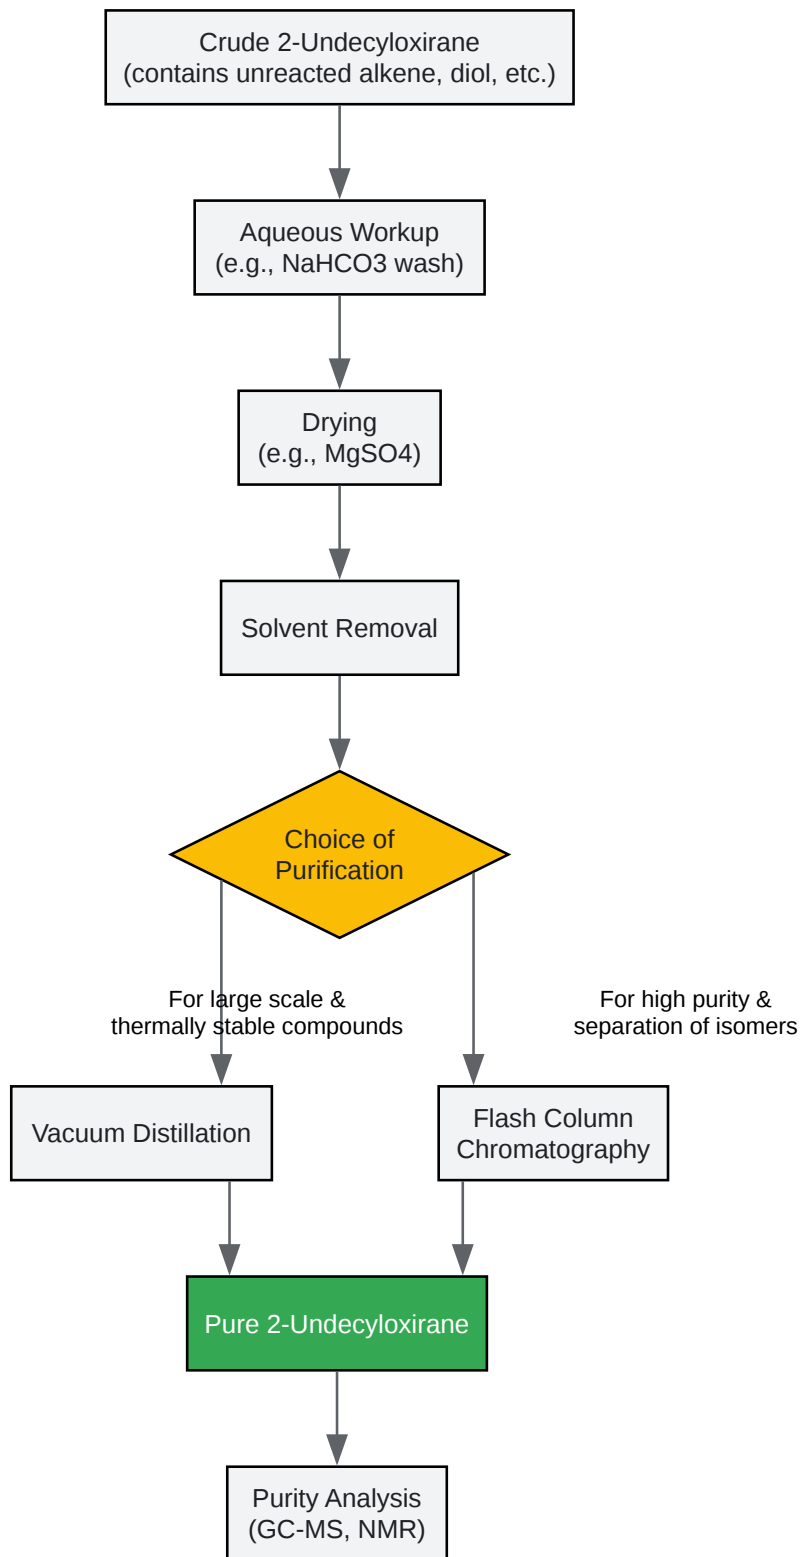 Crude 2-Undecyloxirane
(contains unreacted alkene, diol, etc.)
Aqueous Workup
(e.g., NaHCO3 wash)
Drying
(e.g., MgSO4)
Solvent Removal
Choice of
Purification
For large scale &
thermally stable compounds
For high purity &
separation of isomers
Vacuum Distillation
Flash Column
Chromatography
Pure 2-Undecyloxirane
Purity Analysis
(GC-MS, NMR)